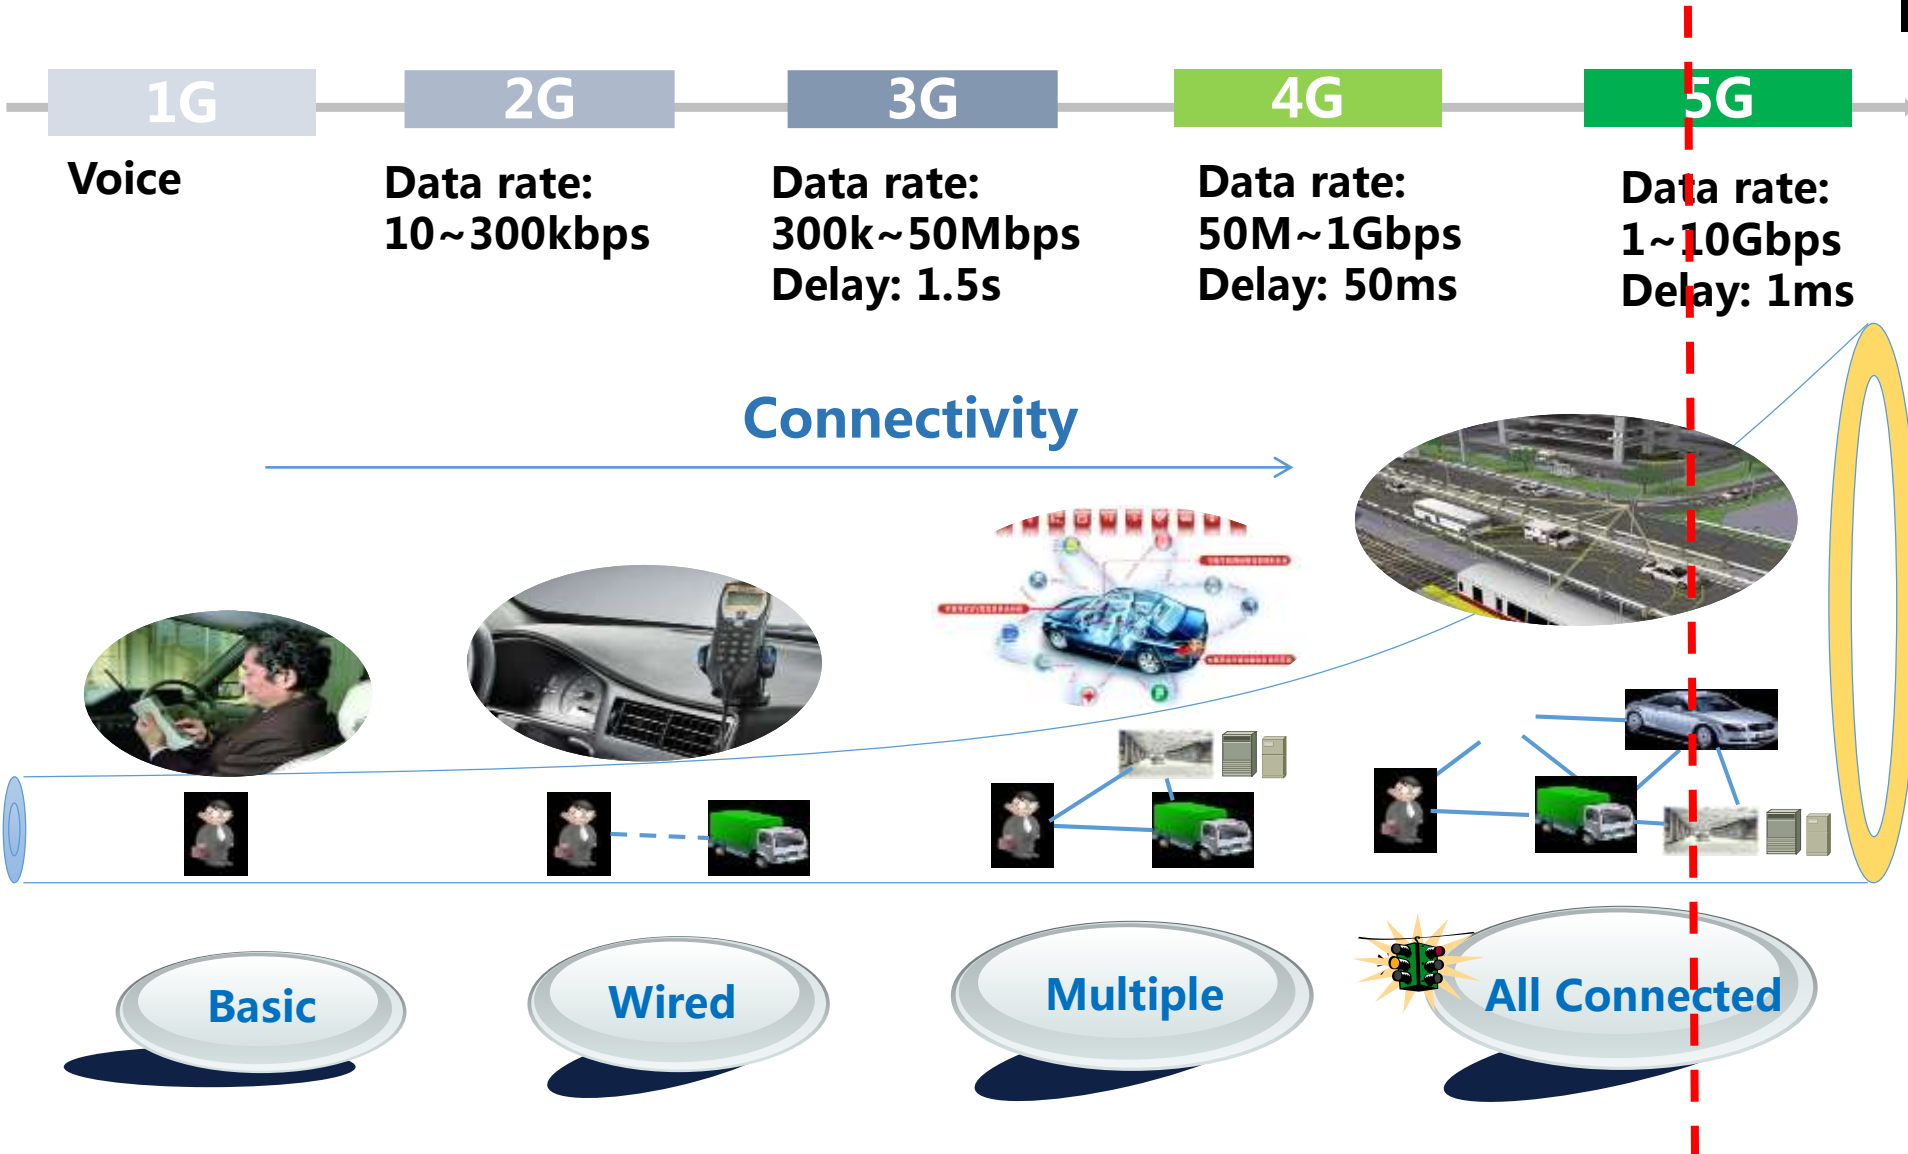 1G
2G
3G
4G
5G
Voice
Data rate:
10~300kbps
Data rate:
300k~50Mbps
Delay: 1.5s
Data rate:
50M~1Gbps
Delay: 50ms
Data rate:
1~10Gbps
Delay: 1ms
Connectivity
Basic
Wired
Multiple
All Connected